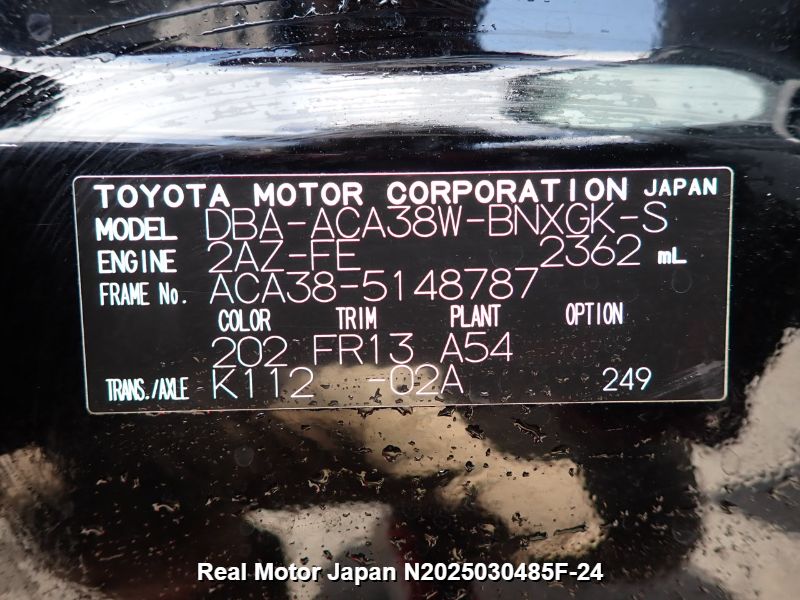 TOYOTA MOTOR CORPORATION JAPAN
MODEL DBA-ACA38W-BNXGK-S
ENGINE 2AZ-FE 2362 mL
FRAME No. ACA38-5148787
COLOR TRIM PLANT OPTION
202 FR13 A54
TRANS./AXLE K112 -02A 249
Real Motor Japan N2025030485F-24